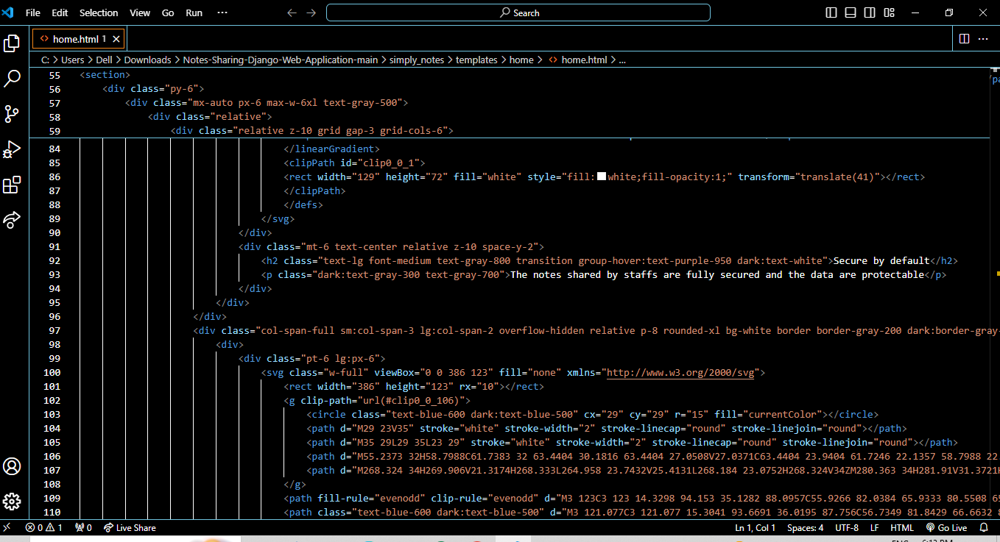 File Edit Selection View Go Run ··· Search
home.html 1
C: > Users > Dell > Downloads > Notes-Sharing-Django-Web-Application-main > simply_notes > templates > home > home.html > ...
55 <section>
56 <div class="py-6">
57 <div class="mx-auto px-6 max-w-6xl text-gray-500">
58 <div class="relative">
59 <div class="relative z-10 grid gap-3 grid-cols-6">
84 </linearGradient>
85 <clipPath id="clip0_0_1">
86 <rect width="129" height="72" fill="white" style="fill:white;fill-opacity:1;" transform="translate(41)"></rect>
87 </clipPath>
88 </defs>
89 </svg>
90 </div>
91 <div class="mt-6 text-center relative z-10 space-y-2">
92 <h2 class="text-lg font-medium text-gray-800 transition group-hover:text-purple-950 dark:text-white">Secure by default</h2>
93 <p class="dark:text-gray-300 text-gray-700">The notes shared by staffs are fully secured and the data are protectable</p>
94 </div>
95 </div>
96 </div>
97 <div class="col-span-full sm:col-span-3 lg:col-span-2 overflow-hidden relative p-8 rounded-xl bg-white border border-gray-200 dark:border-gray-
98 <div>
99 <div class="pt-6 lg:px-6">
100 <svg class="w-full" viewBox="0 0 386 123" fill="none" xmlns="http://www.w3.org/2000/svg">
101 <rect width="386" height="123" rx="10"></rect>
102 <g clip-path="url(#clip0_0_106)">
103 <circle class="text-blue-600 dark:text-blue-500" cx="29" cy="29" r="15" fill="currentColor"></circle>
104 <path d="M29 23V35" stroke="white" stroke-width="2" stroke-linecap="round" stroke-linejoin="round"></path>
105 <path d="M35 29L29 35L23 29" stroke="white" stroke-width="2" stroke-linecap="round" stroke-linejoin="round"></path>
106 <path d="M55.2373 32H58.7988C61.7383 32 63.4404 30.1816 63.4404 27.0508V27.0371C63.4404 23.9404 61.7246 22.1357 58.7988 22
107 <path d="M268.324 34H269.906V21.3174H268.333L264.958 23.7432V25.4131L268.184 23.0752H268.324V34ZM280.363 34H281.91V31.3721H
108 </g>
109 <path fill-rule="evenodd" clip-rule="evenodd" d="M3 123C3 123 14.3298 94.153 35.1282 88.0957C55.9266 82.0384 65.9333 80.5508 65
110 <path class="text-blue-600 dark:text-blue-500" d="M3 121.077C3 121.077 15.3041 93.6691 36.0195 87.756C56.7349 81.8429 66.6632 8
0 1 0 Live Share Ln 1, Col 1 Spaces: 4 UTF-8 LF HTML Go Live